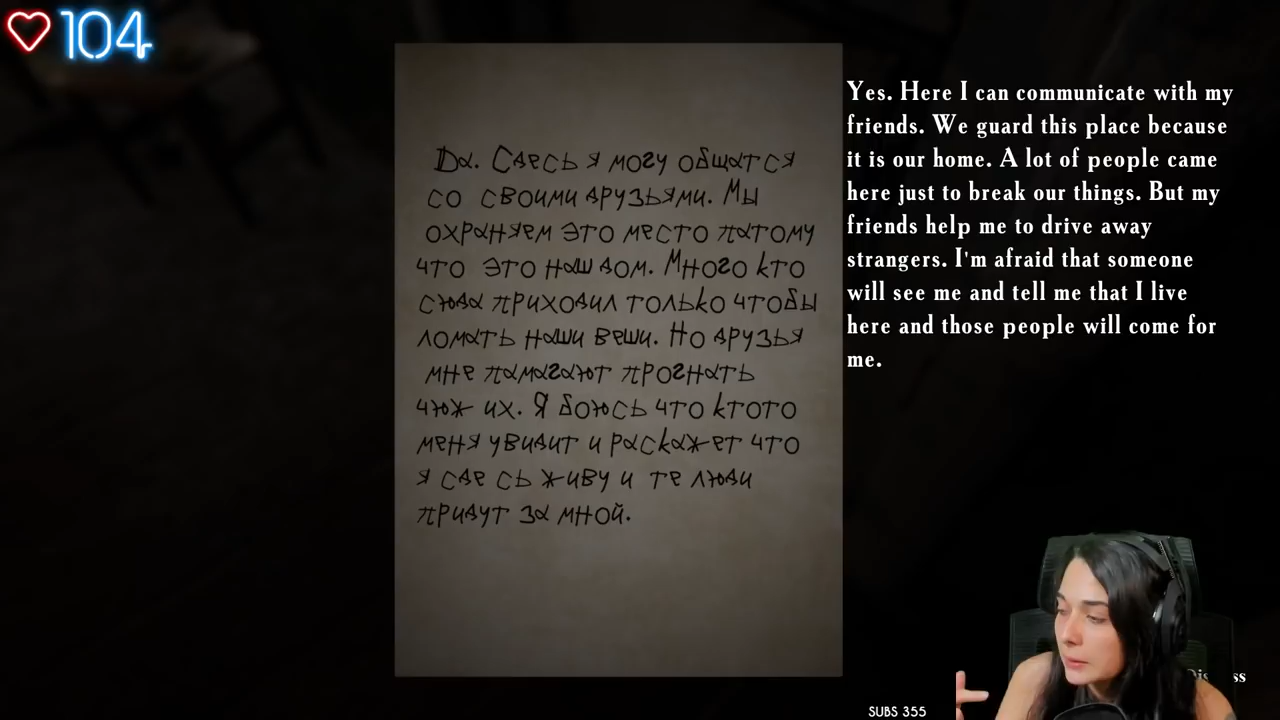 104
Да. Сдесь я могу общатся
со своими друзьями. Мы
охраняем это место патому
что это наш дом. Много кто
сюда приходил только чтобы
ломать наши веши. Но друзья
мне памагают прогнать
чюж их. Я боюсь что ктото
меня увидит и раскажет что
я сде сь живу и те люди
придут за мной.
Yes. Here I can communicate with my
friends. We guard this place because
it is our home. A lot of people came
here just to break our things. But my
friends help me to drive away
strangers. I'm afraid that someone
will see me and tell me that I live
here and those people will come for
me.
SUBS 355